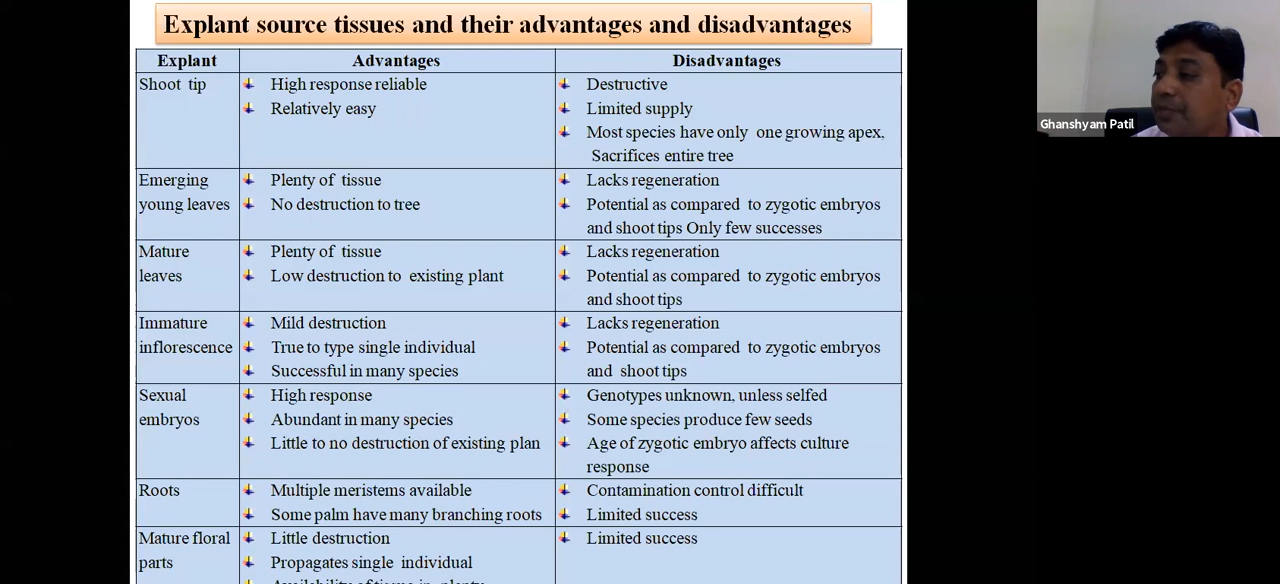 Explant source tissues and their advantages and disadvantages
Explant Advantages Disadvantages
Shoot tip
High response reliable
Relatively easy
Destructive
Limited supply
Most species have only one growing apex,
Sacrifices entire tree
Emerging
young leaves
Plenty of tissue
No destruction to tree
Lacks regeneration
Potential as compared to zygotic embryos
and shoot tips Only few successes
Mature
leaves
Plenty of tissue
Low destruction to existing plant
Lacks regeneration
Potential as compared to zygotic embryos
and shoot tips
Immature
inflorescence
Mild destruction
True to type single individual
Successful in many species
Lacks regeneration
Potential as compared to zygotic embryos
and shoot tips
Sexual
embryos
High response
Abundant in many species
Little to no destruction of existing plan
Genotypes unknown, unless selfed
Some species produce few seeds
Age of zygotic embryo affects culture
response
Roots
Multiple meristems available
Some palm have many branching roots
Contamination control difficult
Limited success
Mature floral
parts
Little destruction
Propagates single individual
Availability of tissue in plenty
Limited success
Ghanshyam Patil